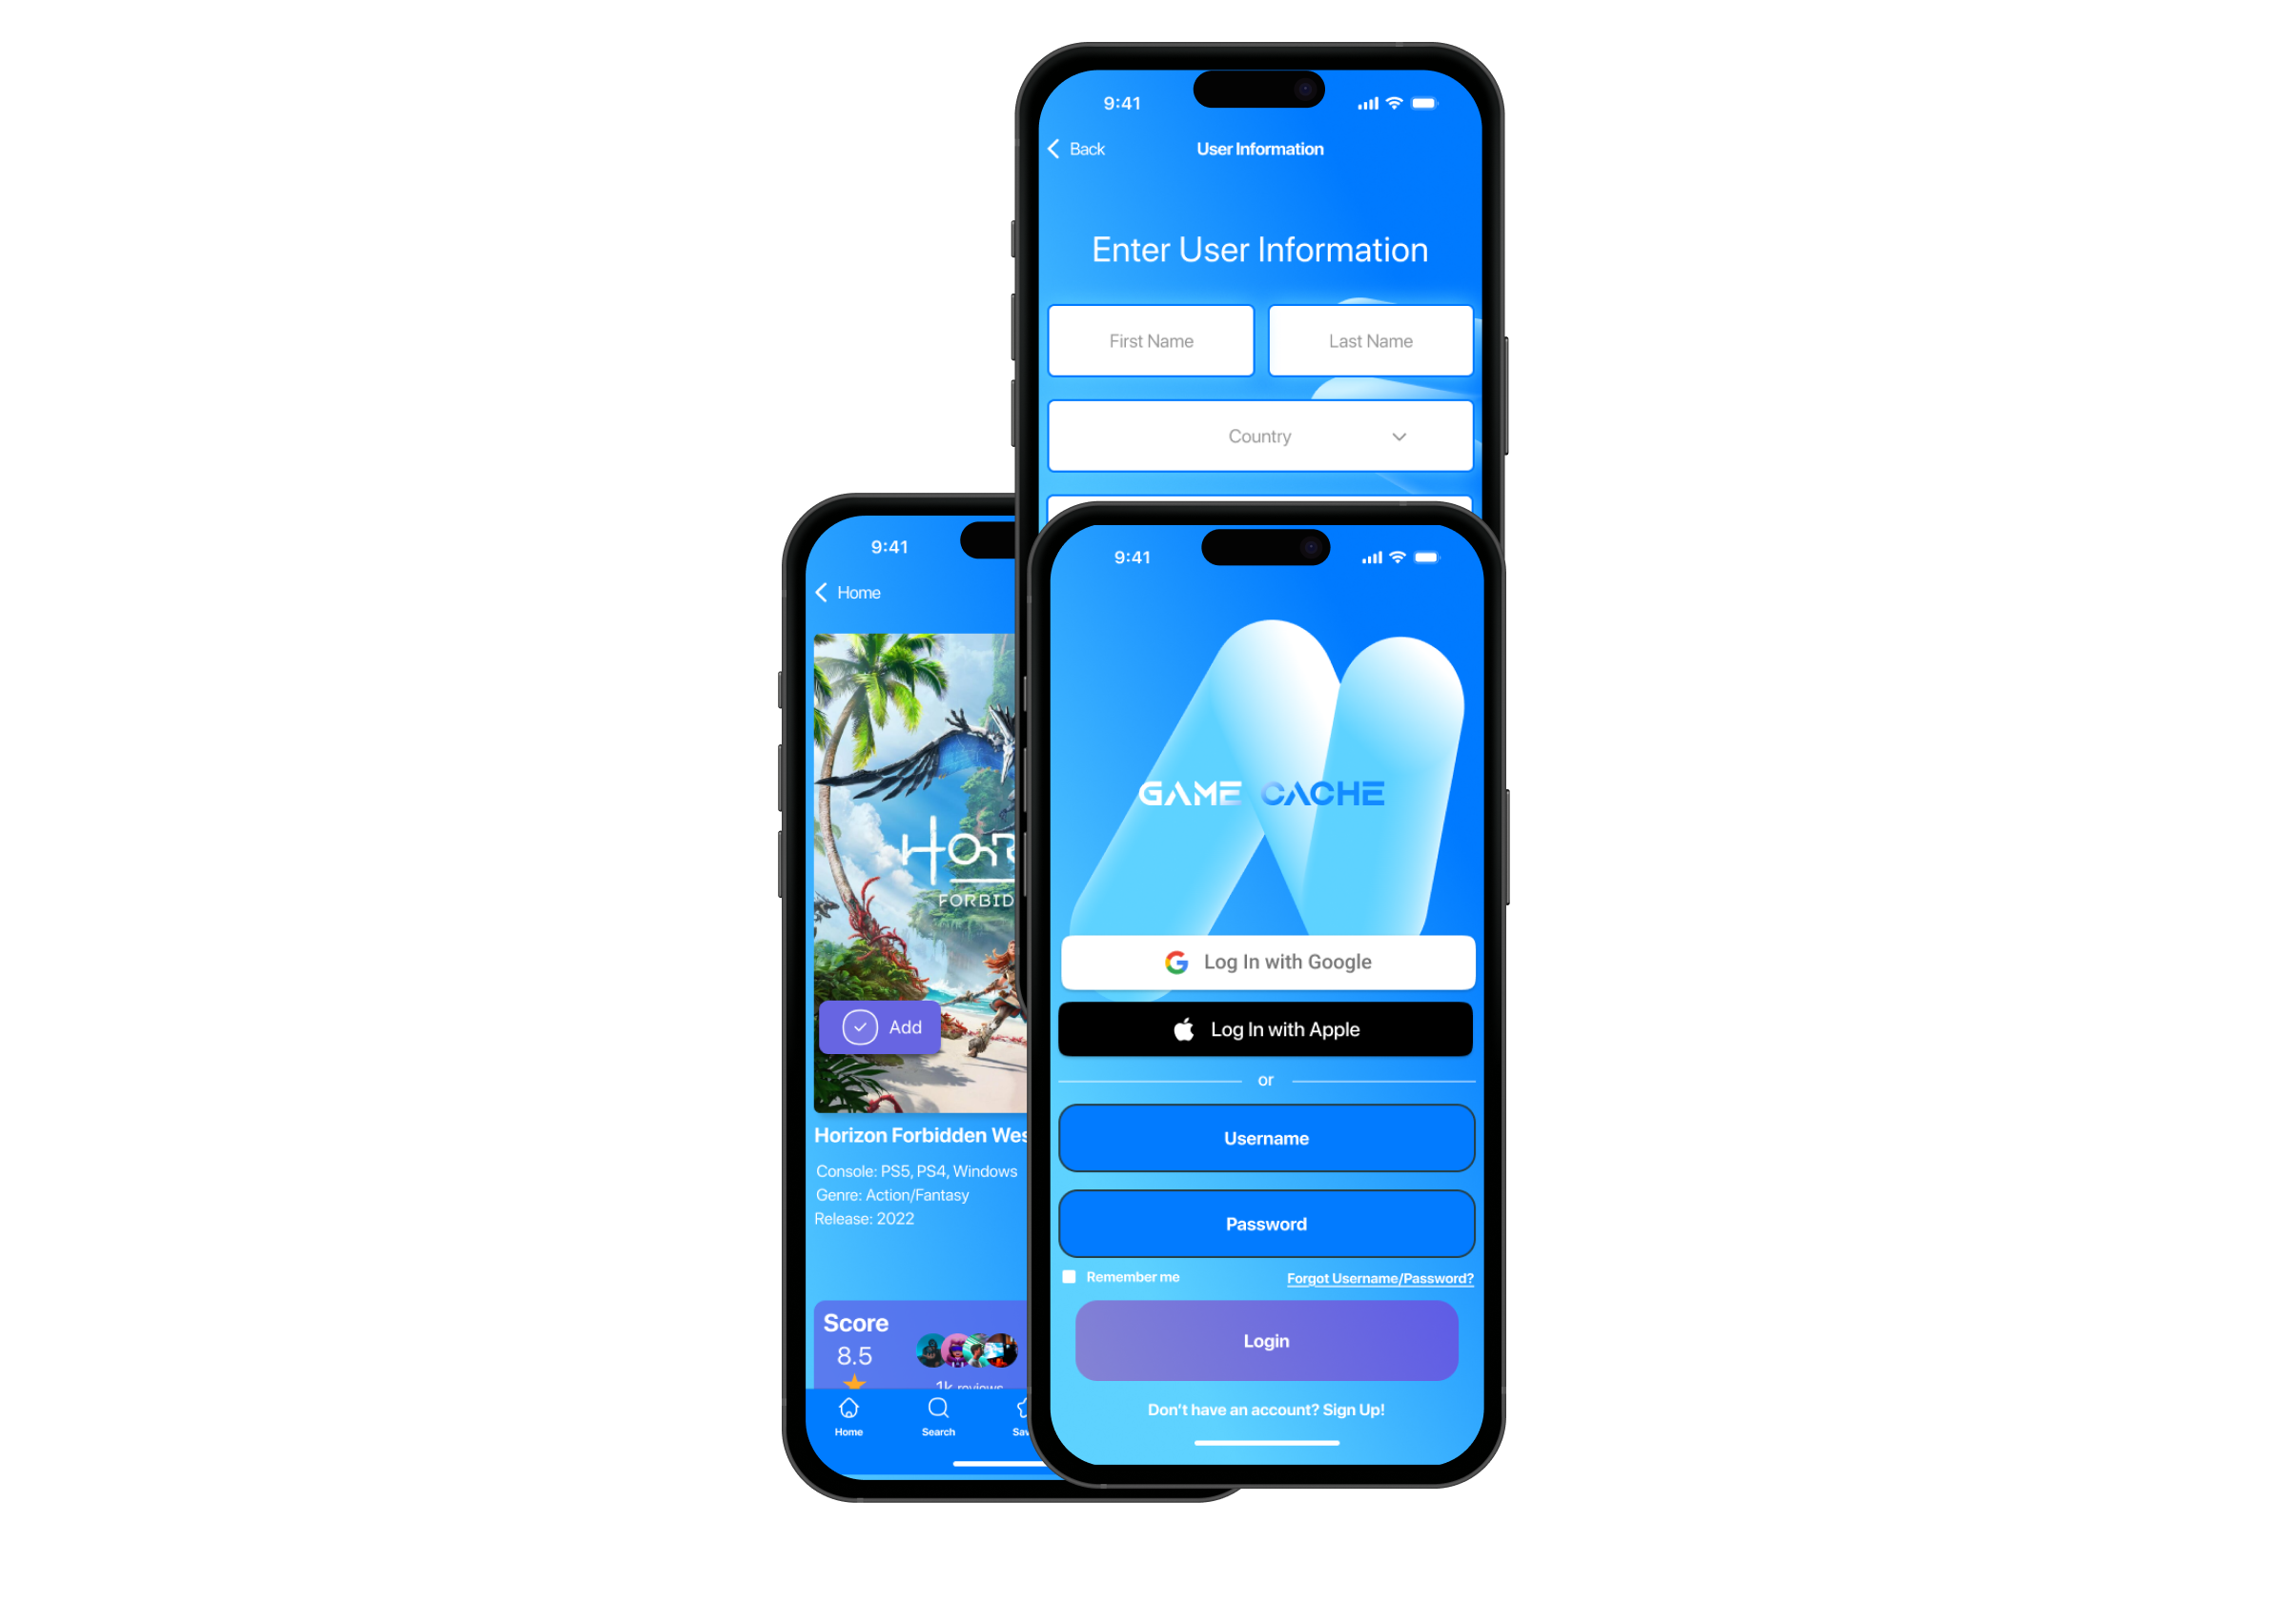 9:41
Back
User Information
Enter User Information
First Name
Last Name
Country
9:41
Home
FORBID
Add
Horizon Forbidden Wes
Console: PS5, PS4, Windows
Genre: Action/Fantasy
Release: 2022
Score
8.5
1k reviews
Home
Search
Sav
9:41
GAME CACHE
Log In with Google
Log In with Apple
or
Username
Password
Remember me
Forgot Username/Password?
Login
Don't have an account? Sign Up!